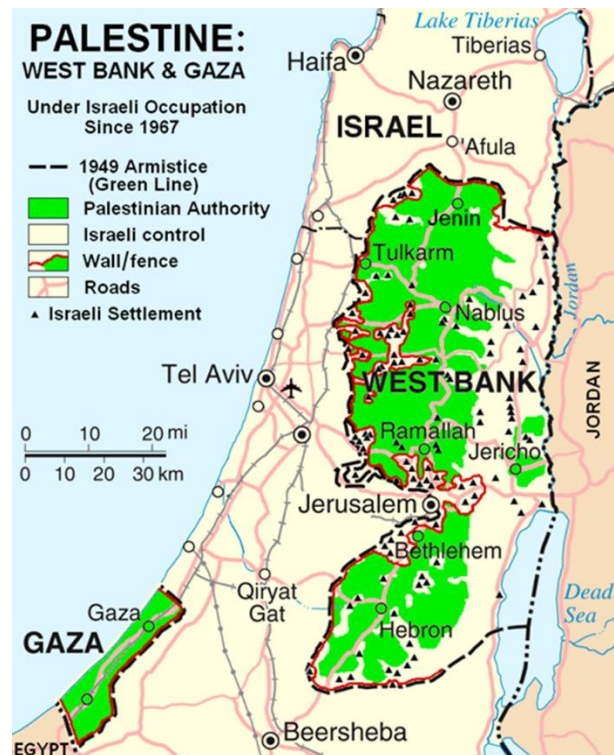 PALESTINE:
WEST BANK & GAZA
Under Israeli Occupation
Since 1967
1949 Armistice
(Green Line)
Palestinian Authority
Israeli control
Wall/fence
Roads
Israeli Settlement
Lake Tiberias
Haifa
Tiberias
Nazareth
ISRAEL
'Afula
Jenin
Tulkarm
Nablus
Jordan
Tel Aviv
WEST BANK
JORDAN
0 10 20 mi
0 10 20 30 km
Ramallah
Jericho
Jerusalem
Bethlehem
Qiryat
Gat
Dead
Sea
Gaza
GAZA
Hebron
Beersheba
EGYPT